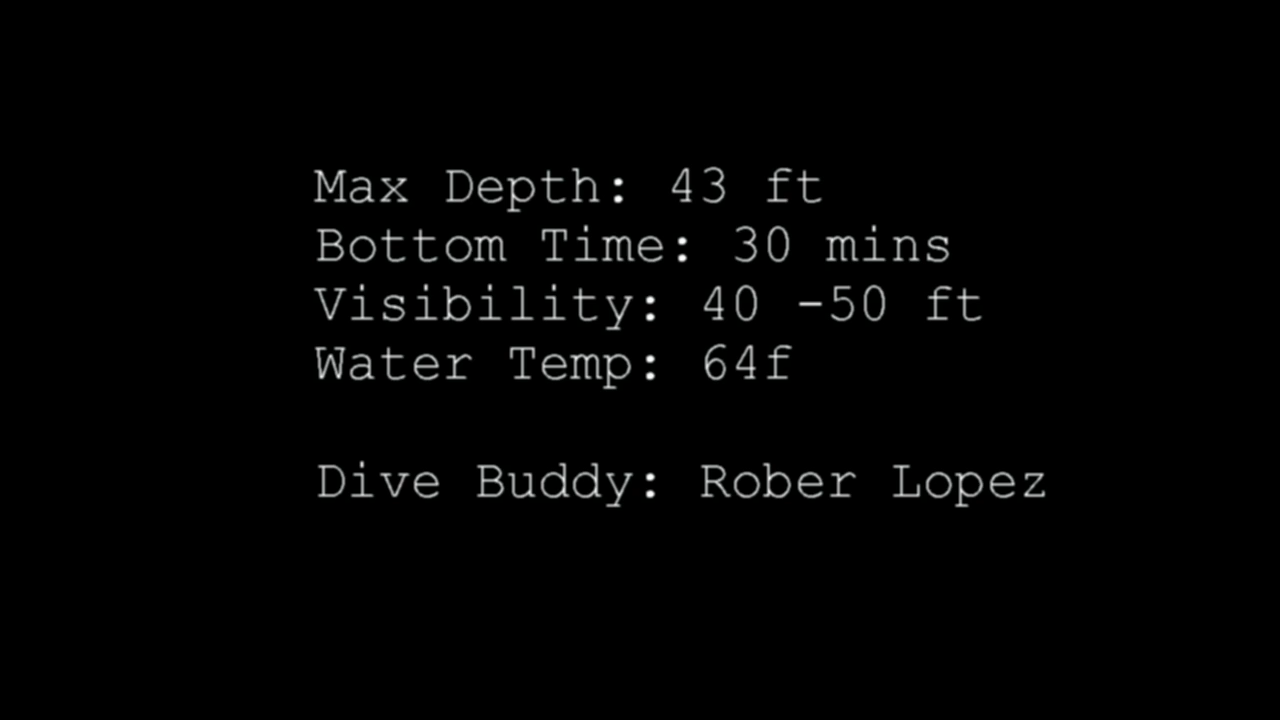 Max Depth: 43 ft
Bottom Time: 30 mins
Visibility: 40 -50 ft
Water Temp: 64f
Dive Buddy: Rober Lopez